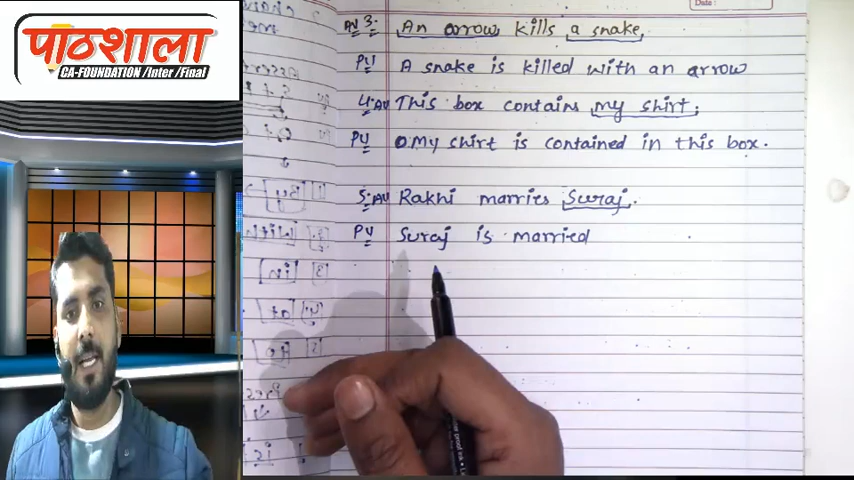 पाठशाला
CA-FOUNDATION /Inter /Final
Date :
AV 3. An arrow kills a snake,
PV A snake is killed with an arrow
4. AV This box contains my shirt.
PV My shirt is contained in this box.
5. AV Rakhi marries Suraj.
PV Suraj is married